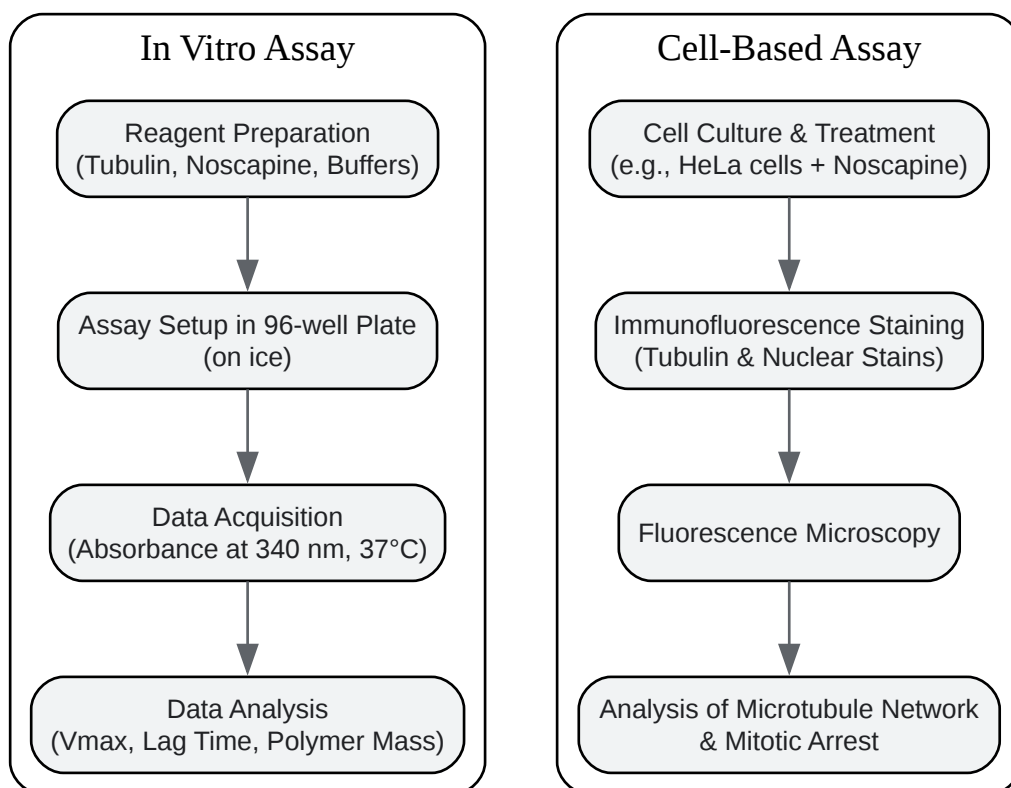 In Vitro Assay
Reagent Preparation
(Tubulin, Noscapine, Buffers)
Assay Setup in 96-well Plate
(on ice)
Data Acquisition
(Absorbance at 340 nm, 37°C)
Data Analysis
(Vmax, Lag Time, Polymer Mass)
Cell-Based Assay
Cell Culture & Treatment
(e.g., HeLa cells + Noscapine)
Immunofluorescence Staining
(Tubulin & Nuclear Stains)
Fluorescence Microscopy
Analysis of Microtubule Network
& Mitotic Arrest